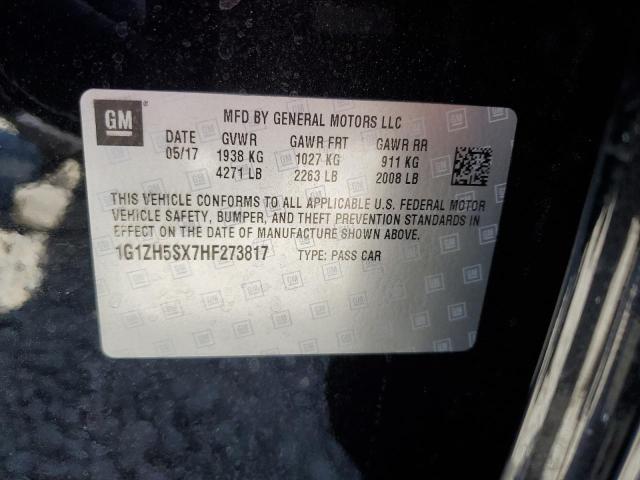 GM
MFD BY GENERAL MOTORS LLC
DATE GVWR GAWR FRT GAWR RR
05/17 1938 KG 1027 KG 911 KG
4271 LB 2263 LB 2008 LB
THIS VEHICLE CONFORMS TO ALL APPLICABLE U.S. FEDERAL MOTOR
VEHICLE SAFETY, BUMPER, AND THEFT PREVENTION STANDARDS IN
EFFECT ON THE DATE OF MANUFACTURE SHOWN ABOVE.
1G1ZH5SX7HF273817 TYPE: PASS CAR